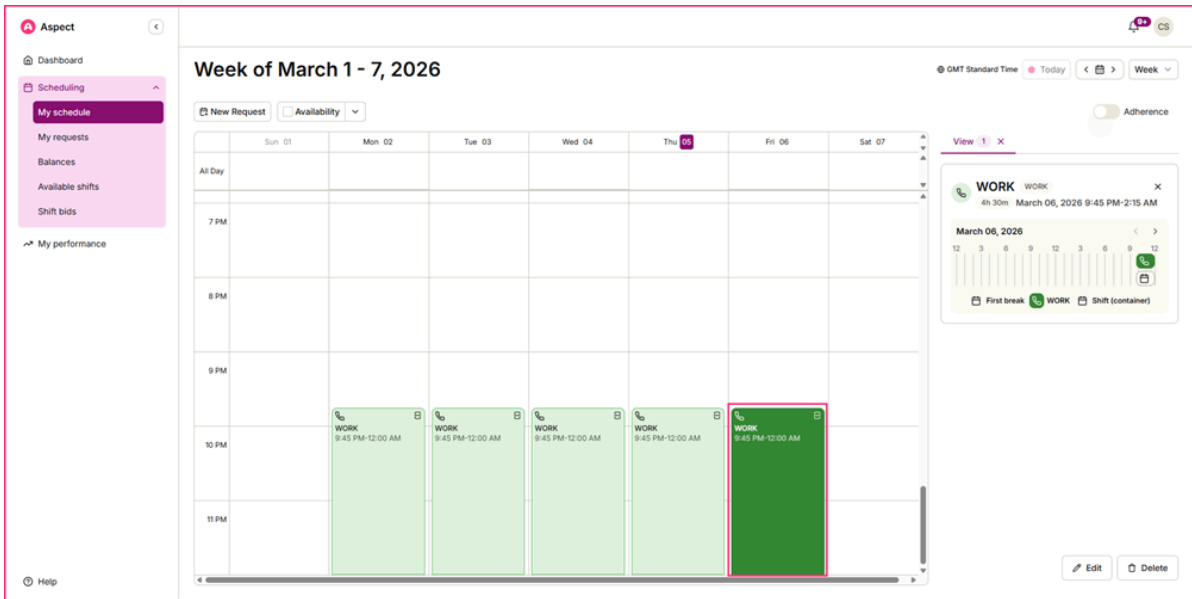 Aspect
9+
CS
Dashboard
Scheduling
My schedule
My requests
Balances
Available shifts
Shift bids
My performance
Help
Week of March 1 - 7, 2026
GMT Standard Time
Today
Week
New Request
Availability
Adherence
Sun 01
Mon 02
Tue 03
Wed 04
Thu 05
Fri 06
Sat 07
All Day
7 PM
8 PM
9 PM
10 PM
11 PM
WORK
9:45 PM-12:00 AM
WORK
9:45 PM-12:00 AM
WORK
9:45 PM-12:00 AM
WORK
9:45 PM-12:00 AM
WORK
9:45 PM-12:00 AM
View 1
WORK WORK
4h 30m March 06, 2026 9:45 PM-2:15 AM
March 06, 2026
12 3 6 9 12 3 6 9 12
First break WORK Shift (container)
Edit
Delete